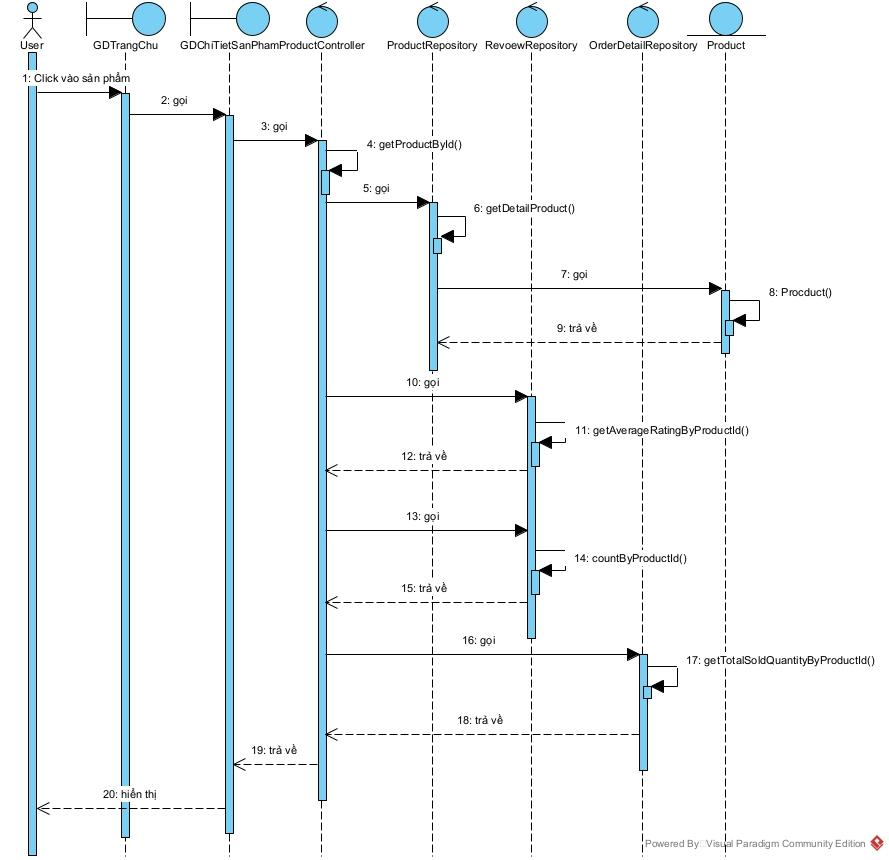 User
GDTrangChu
GDChiTietSanPham
ProductController
ProductRepository
RevoewRepository
OrderDetailRepository
Product
1: Click vào sản phẩm
2: gọi
3: gọi
4: getProductById()
5: gọi
6: getDetailProduct()
7: gọi
8: Procduct()
9: trả về
10: gọi
11: getAverageRatingByProductId()
12: trả về
13: gọi
14: countByProductId()
15: trả về
16: gọi
17: getTotalSoldQuantityByProductId()
18: trả về
19: trả về
20: hiển thị
Powered By Visual Paradigm Community Edition